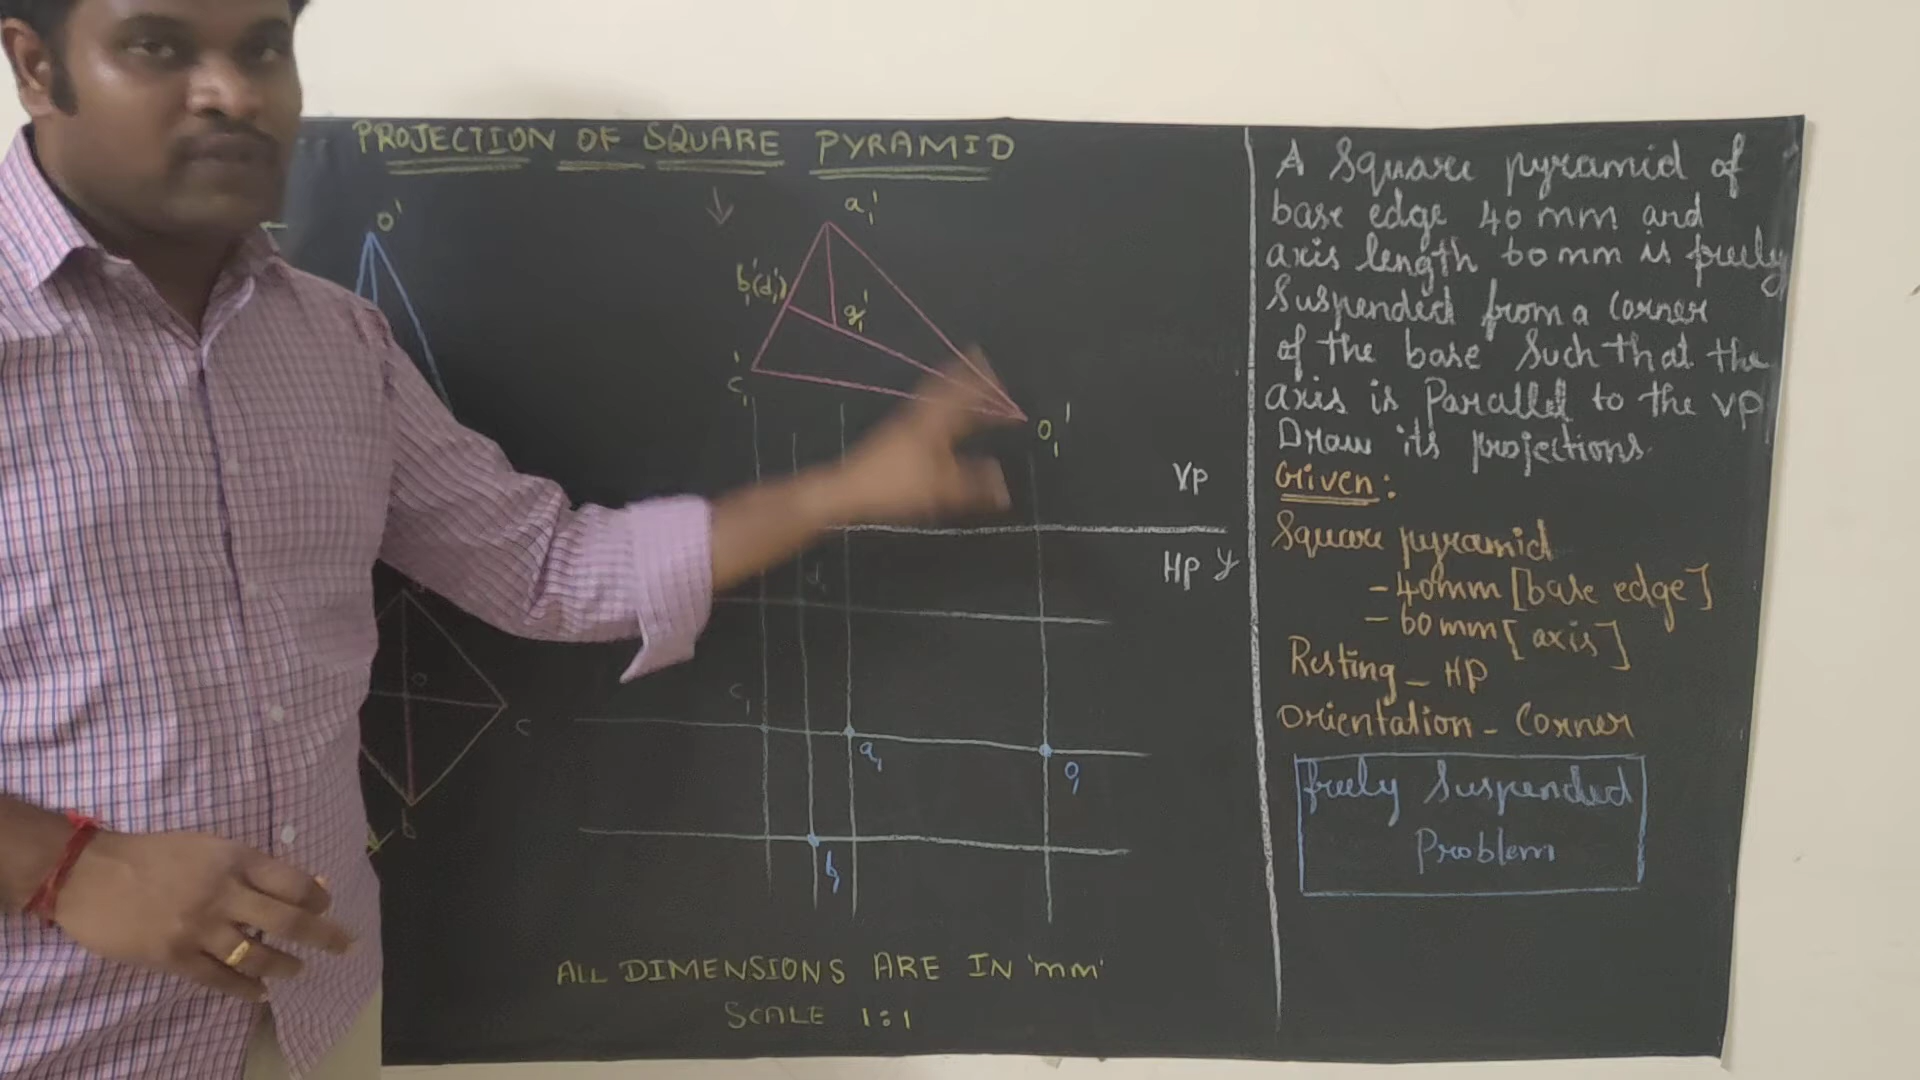 PROJECTION OF SQUARE PYRAMID
o'
a₁'
b₁'(d₁')
g₁'
c₁'
o₁'
VP
HP y
d₁
o
c
b
c₁
a₁
o₁
b₁
ALL DIMENSIONS ARE IN 'mm'
SCALE 1:1
A Square pyramid of
base edge 40 mm and
axis length 60 mm is freely
Suspended from a corner
of the base Such that the
axis is Parallel to the VP
Draw its projections.
Given:
Square pyramid
- 40mm [base edge]
- 60 mm [axis]
Resting - HP
Orientation - Corner
freely Suspended
Problem